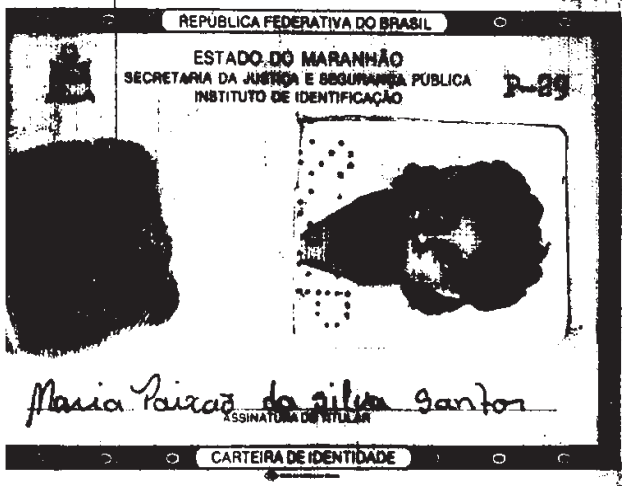 REPÚBLICA FEDERATIVA DO BRASIL
ESTADO DO MARANHÃO
SECRETARIA DA JUSTIÇA E SEGURANÇA PÚBLICA
INSTITUTO DE IDENTIFICAÇÃO
P-29
Maria Paixão da Silva Santos
ASSINATURA DO TITULAR
CARTEIRA DE IDENTIDADE